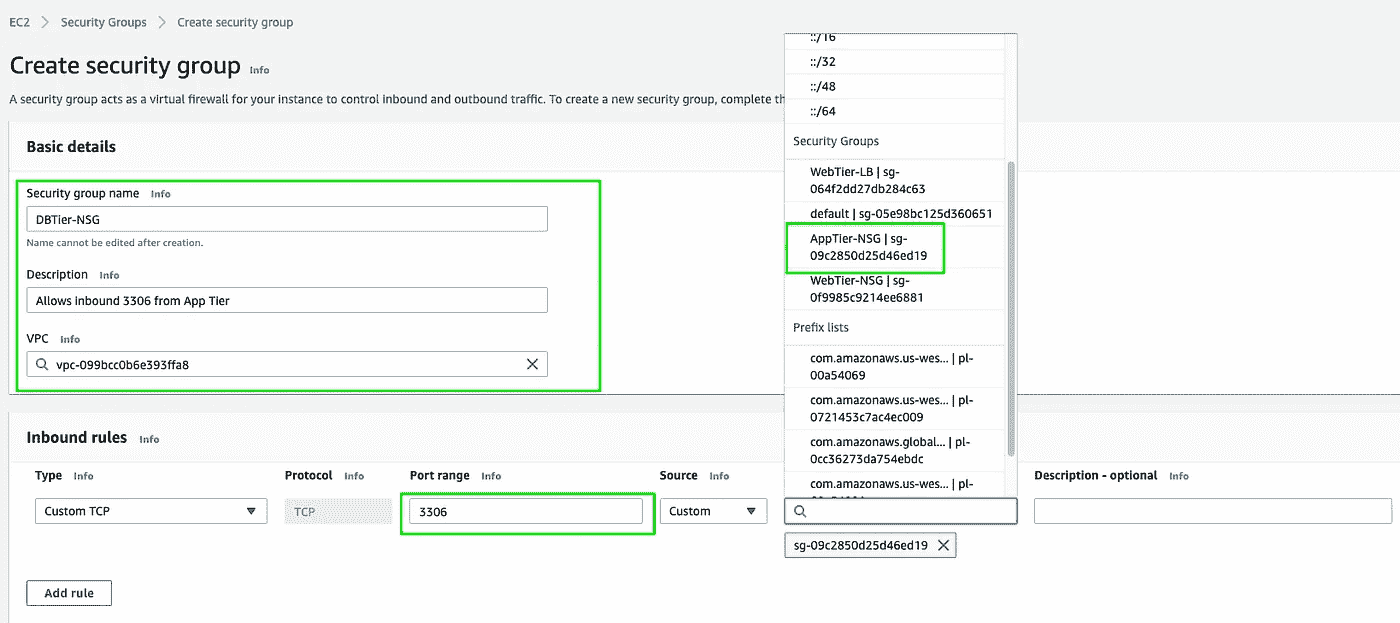 EC2 > Security Groups > Create security group
Create security group Info
A security group acts as a virtual firewall for your instance to control inbound and outbound traffic. To create a new security group, complete th
Basic details
Security group name Info
DBTier-NSG
Name cannot be edited after creation.
Description Info
Allows inbound 3306 from App Tier
VPC Info
vpc-099bcc0b6e393ffa8
::/16
::/32
::/48
::/64
Security Groups
WebTier-LB | sg-
064f2dd27db284c63
default | sg-05e98bc125d360651
AppTier-NSG | sg-
09c2850d25d46ed19
WebTier-NSG | sg-
0f9985c9214ee6881
Prefix lists
com.amazonaws.us-wes... | pl-
00a54069
com.amazonaws.us-wes... | pl-
0721453c7ac4ec009
com.amazonaws.global... | pl-
0cc36273da754ebdc
com.amazonaws.us-wes... | pl-
Inbound rules Info
Type Info Protocol Info Port range Info Source Info Description - optional Info
Custom TCP TCP 3306 Custom
sg-09c2850d25d46ed19
Add rule